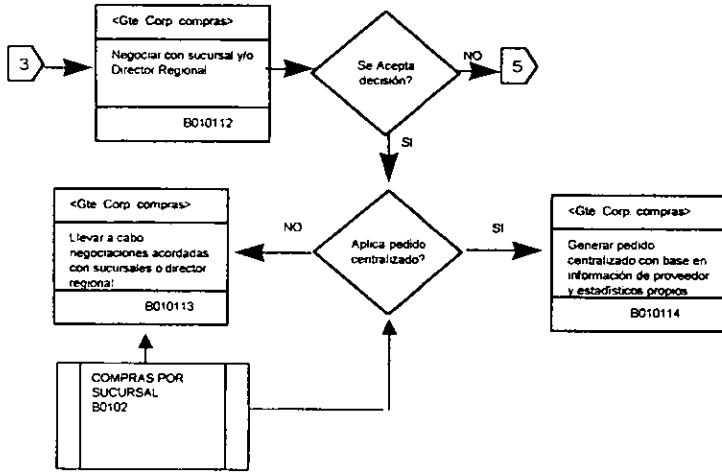 <Gte Corp compras>
3
Negociar con sucursal y/o
Director Regional
B010112
Se Acepta
decisión?
NO
5
SI
<Gte Corp compras>
Llevar a cabo
negociaciones acordadas
con sucursales o director
regional
B010113
NO
Aplica pedido
centralizado?
SI
<Gte Corp. compras>
Generar pedido
centralizado con base en
información de proveedor
y estadísticos propios
B010114
COMPRAS POR
SUCURSAL
B0102